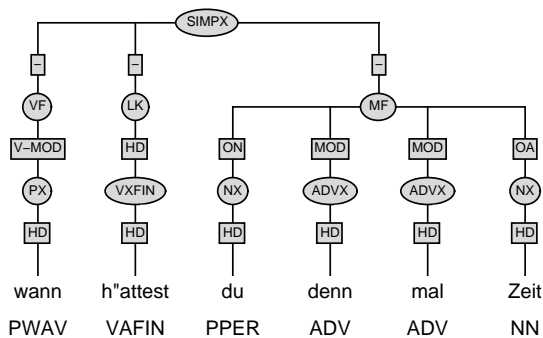 SIMPX
– – –
VF LK MF
V–MOD HD ON MOD MOD OA
PX VXFIN NX ADVX ADVX NX
HD HD HD HD HD HD
wann h"attest du denn mal Zeit
PWAV VAFIN PPER ADV ADV NN